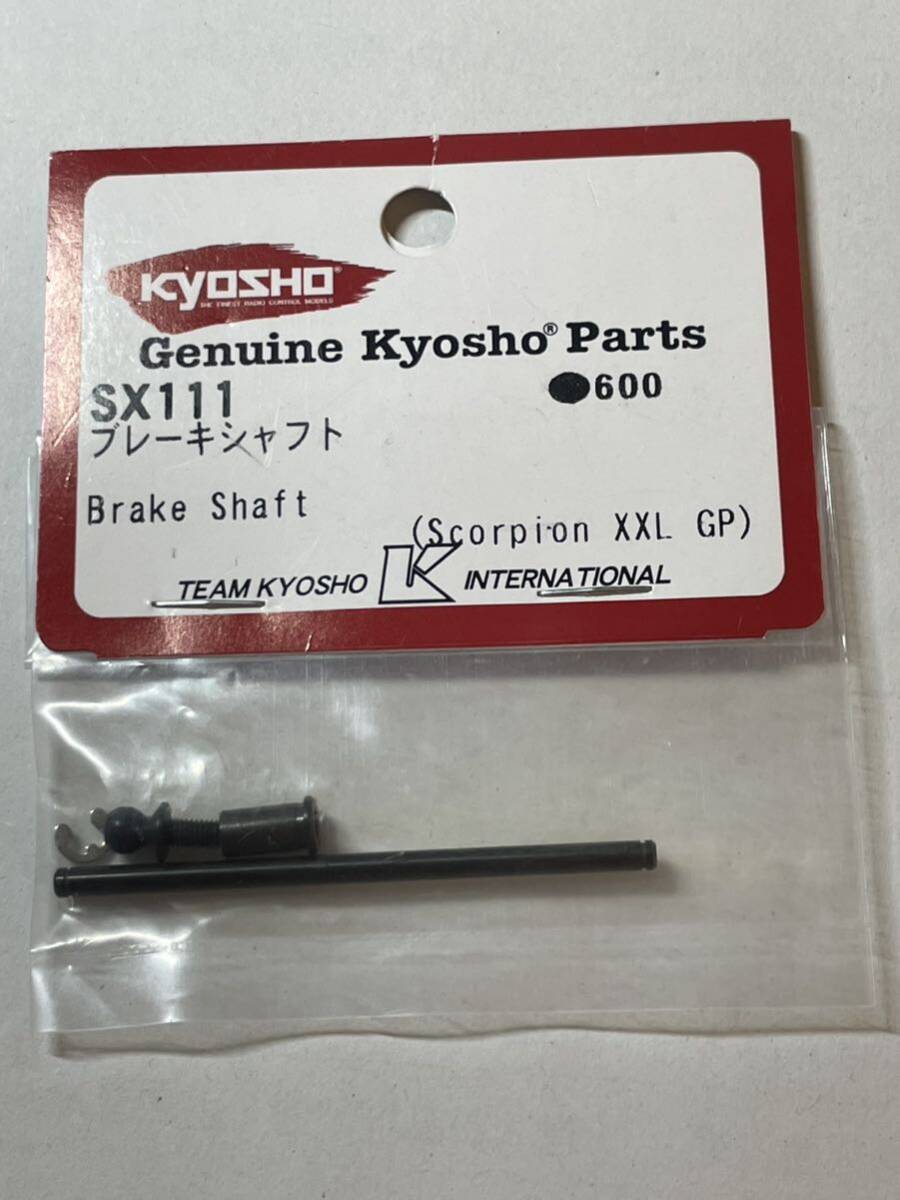 KYOSHO®
THE FINEST RADIO CONTROL MODELS
Genuine Kyosho® Parts
SX111
●600
ブレーキシャフト
Brake Shaft
(Scorpion XXL GP)
TEAM KYOSHO K INTERNATIONAL